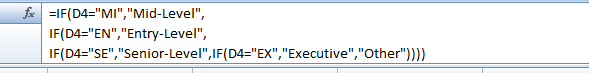 fx =IF(D4="MI","Mid-Level",
IF(D4="EN","Entry-Level",
IF(D4="SE","Senior-Level",IF(D4="EX","Executive","Other"))))